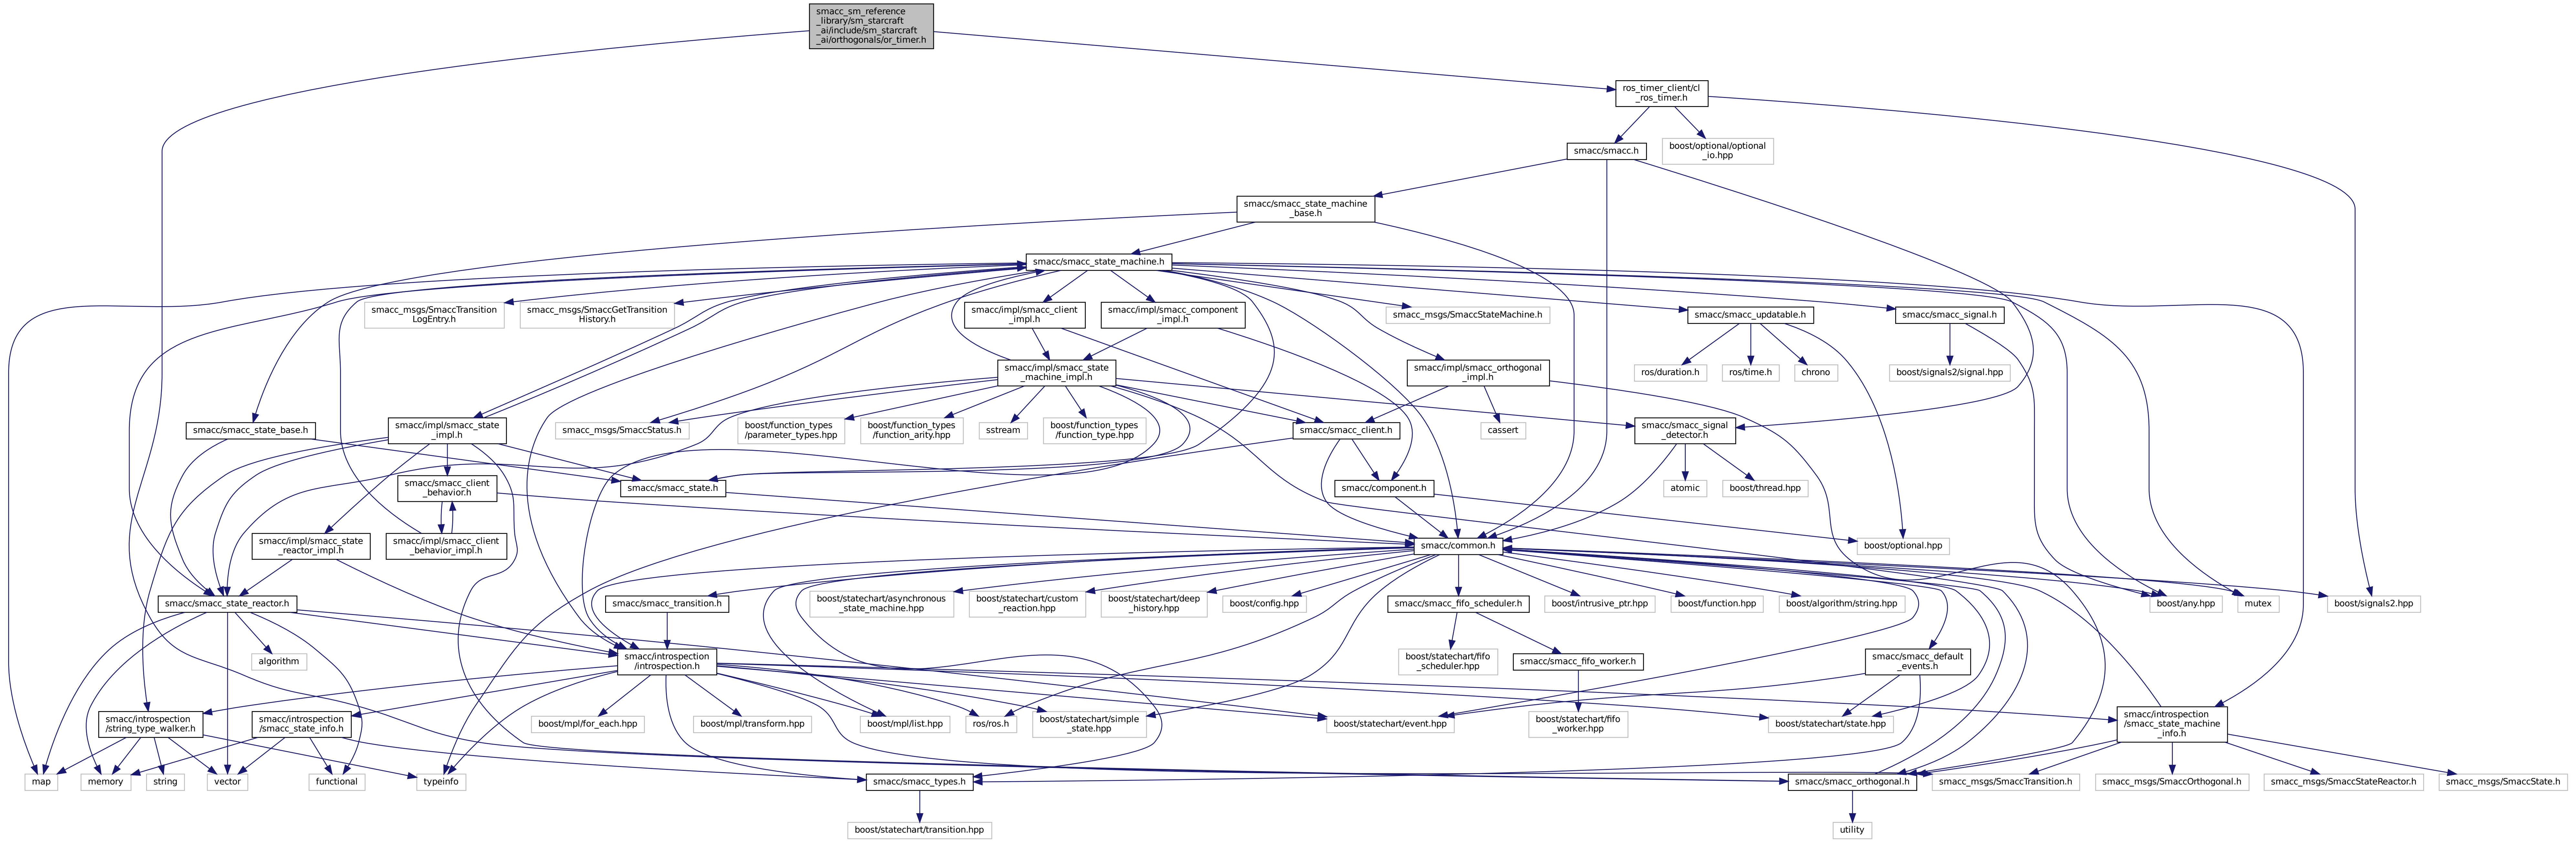 smacc_sm_reference
_library/sm_starcraft
_ai/include/sm_starcraft
_ai/orthogonals/or_timer.h
ros_timer_client/cl
_ros_timer.h
smacc/smacc.h
boost/optional/optional
_io.hpp
smacc/smacc_state_machine
_base.h
smacc/smacc_state_machine.h
smacc_msgs/SmaccTransition
LogEntry.h
smacc_msgs/SmaccGetTransition
History.h
smacc/impl/smacc_client
_impl.h
smacc/impl/smacc_component
_impl.h
smacc_msgs/SmaccStateMachine.h
smacc/smacc_updatable.h
smacc/smacc_signal.h
smacc/impl/smacc_state
_machine_impl.h
smacc/impl/smacc_orthogonal
_impl.h
ros/duration.h
ros/time.h
chrono
boost/signals2/signal.hpp
smacc/smacc_state_base.h
smacc/impl/smacc_state
_impl.h
smacc_msgs/SmaccStatus.h
boost/function_types
/parameter_types.hpp
boost/function_types
/function_arity.hpp
sstream
boost/function_types
/function_type.hpp
smacc/smacc_client.h
cassert
smacc/smacc_signal
_detector.h
smacc/smacc_client
_behavior.h
smacc/smacc_state.h
smacc/component.h
atomic
boost/thread.hpp
smacc/impl/smacc_state
_reactor_impl.h
smacc/impl/smacc_client
_behavior_impl.h
smacc/common.h
boost/optional.hpp
smacc/smacc_state_reactor.h
smacc/smacc_transition.h
boost/statechart/asynchronous
_state_machine.hpp
boost/statechart/custom
_reaction.hpp
boost/statechart/deep
_history.hpp
boost/config.hpp
smacc/smacc_fifo_scheduler.h
boost/intrusive_ptr.hpp
boost/function.hpp
boost/algorithm/string.hpp
boost/any.hpp
mutex
boost/signals2.hpp
algorithm
smacc/introspection
/introspection.h
boost/statechart/fifo
_scheduler.hpp
smacc/smacc_fifo_worker.h
smacc/smacc_default
_events.h
smacc/introspection
/string_type_walker.h
smacc/introspection
/smacc_state_info.h
boost/mpl/for_each.hpp
boost/mpl/transform.hpp
boost/mpl/list.hpp
ros/ros.h
boost/statechart/simple
_state.hpp
boost/statechart/event.hpp
boost/statechart/fifo
_worker.hpp
boost/statechart/state.hpp
smacc/introspection
/smacc_state_machine
_info.h
map
memory
string
vector
functional
typeinfo
smacc/smacc_types.h
smacc/smacc_orthogonal.h
smacc_msgs/SmaccTransition.h
smacc_msgs/SmaccOrthogonal.h
smacc_msgs/SmaccStateReactor.h
smacc_msgs/SmaccState.h
boost/statechart/transition.hpp
utility